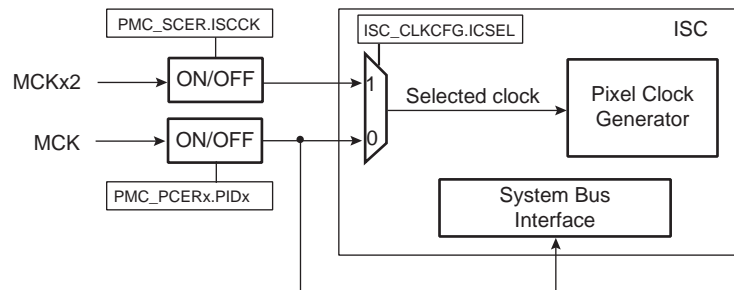 PMC_SCER.ISCCK
ISC_CLKCFG.ICSEL
ISC
MCKx2
ON/OFF
1
Selected clock
Pixel Clock
Generator
MCK
ON/OFF
0
PMC_PCERx.PIDx
System Bus
Interface